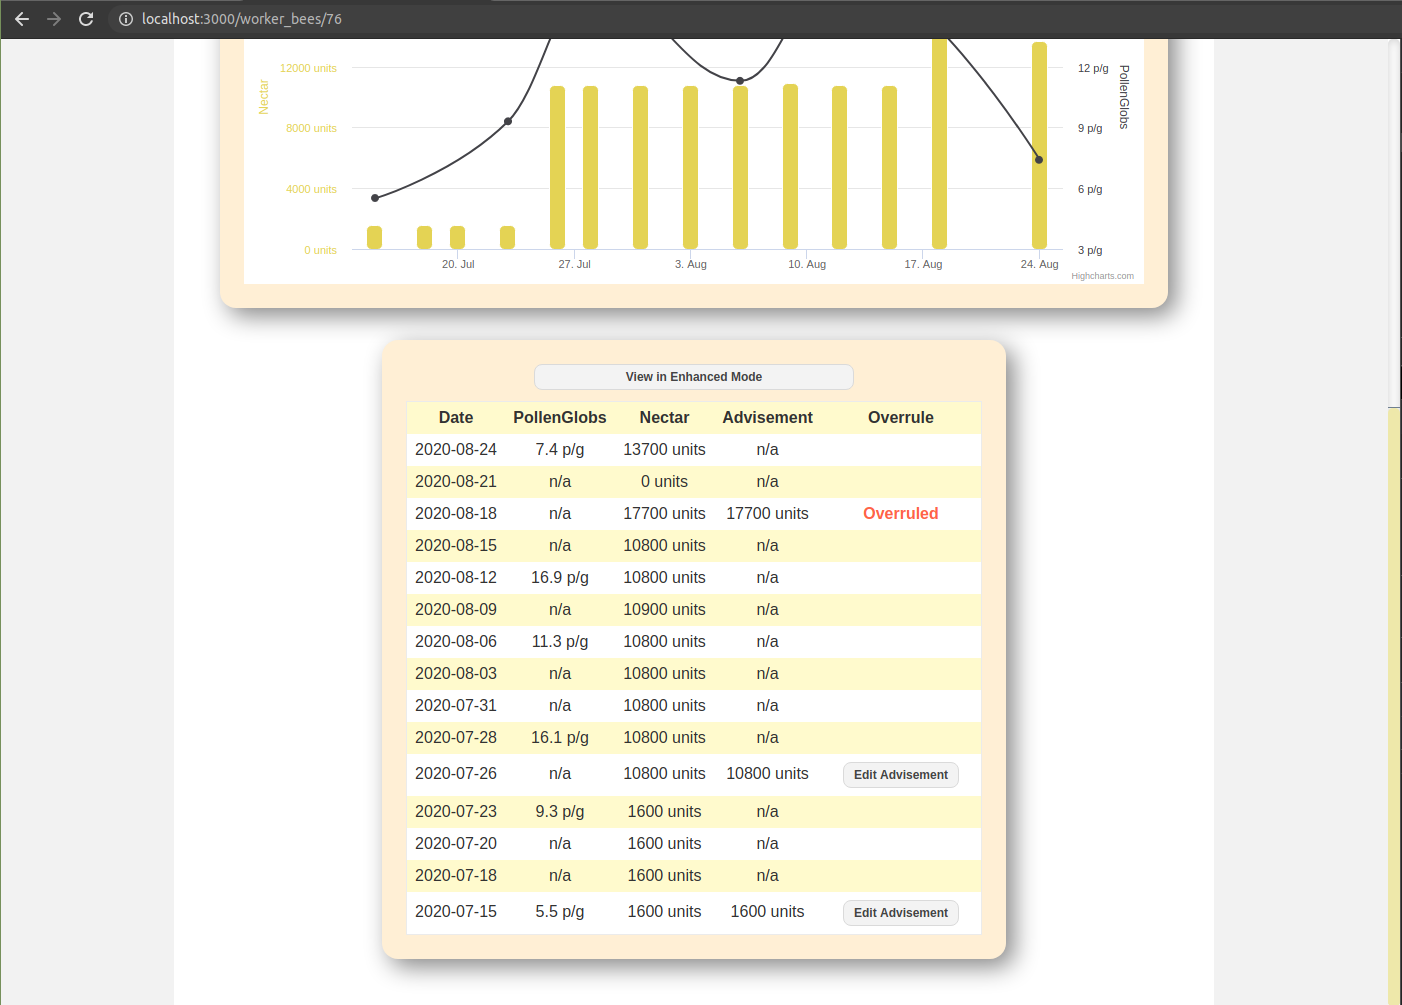 localhost:3000/worker_bees/76
12000 units
8000 units
4000 units
0 units
Nectar
12 p/g
9 p/g
6 p/g
3 p/g
PollenGlobs
20. Jul 27. Jul 3. Aug 10. Aug 17. Aug 24. Aug
Highcharts.com
View in Enhanced Mode
Date PollenGlobs Nectar Advisement Overrule
2020-08-24 7.4 p/g 13700 units n/a
2020-08-21 n/a 0 units n/a
2020-08-18 n/a 17700 units 17700 units Overruled
2020-08-15 n/a 10800 units n/a
2020-08-12 16.9 p/g 10800 units n/a
2020-08-09 n/a 10900 units n/a
2020-08-06 11.3 p/g 10800 units n/a
2020-08-03 n/a 10800 units n/a
2020-07-31 n/a 10800 units n/a
2020-07-28 16.1 p/g 10800 units n/a
2020-07-26 n/a 10800 units 10800 units Edit Advisement
2020-07-23 9.3 p/g 1600 units n/a
2020-07-20 n/a 1600 units n/a
2020-07-18 n/a 1600 units n/a
2020-07-15 5.5 p/g 1600 units 1600 units Edit Advisement